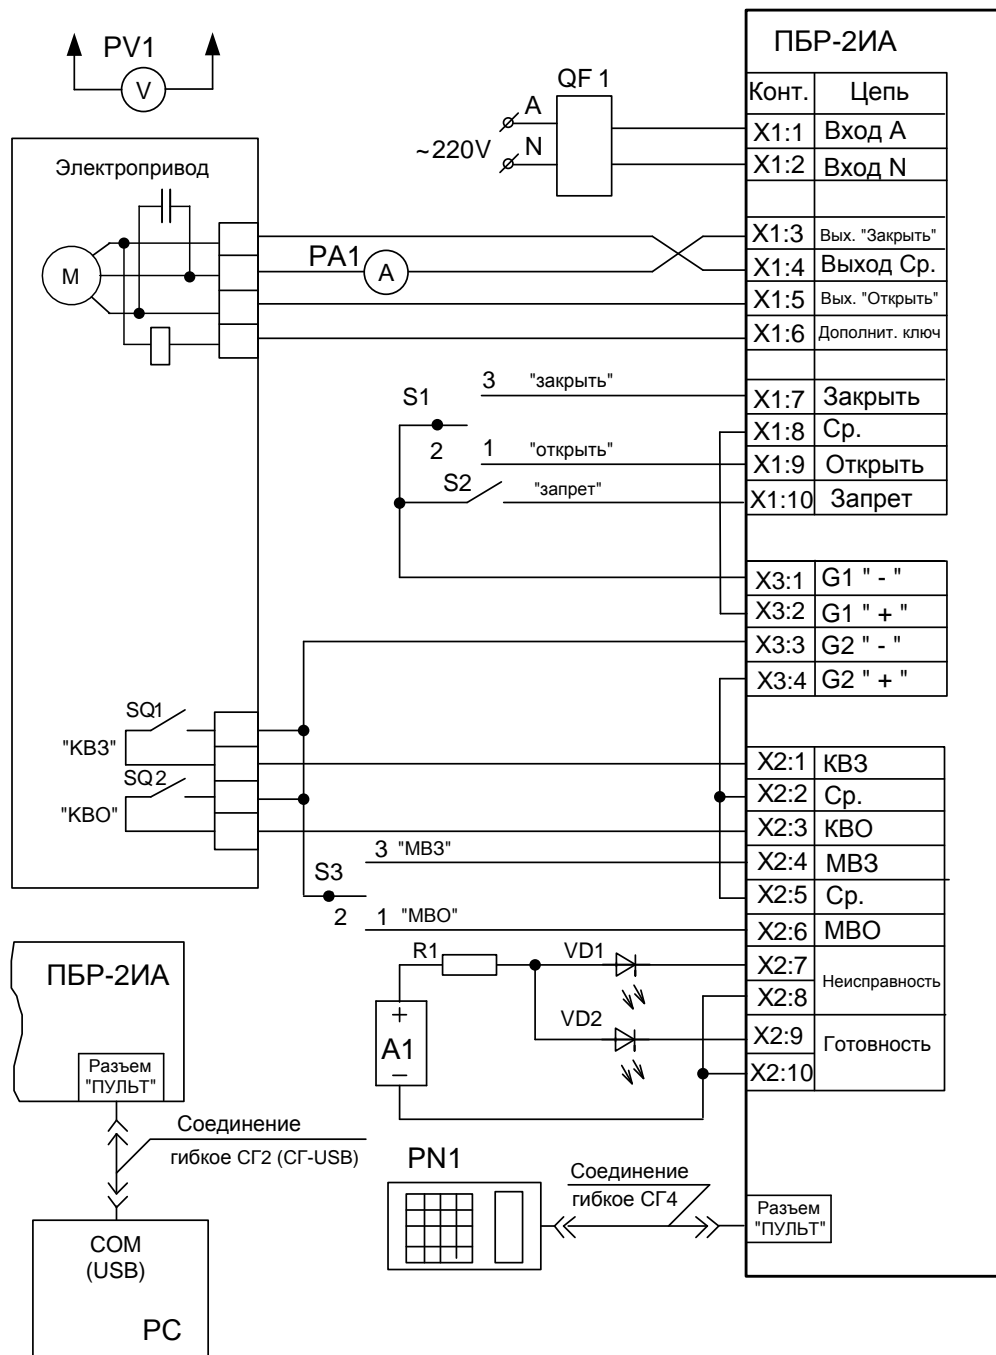 PV1
V
ПБР-2ИА
Конт. Цепь
QF 1
A
N
~220V
X1:1 Вход А
X1:2 Вход N
Электропривод
M
PA1
A
X1:3 Вых. "Закрыть"
X1:4 Выход Ср.
X1:5 Вых. "Открыть"
X1:6 Дополнит. ключ
3 "закрыть"
S1
2
1 "открыть"
S2
"запрет"
X1:7 Закрыть
X1:8 Ср.
X1:9 Открыть
X1:10 Запрет
X3:1 G1 " - "
X3:2 G1 " + "
X3:3 G2 " - "
X3:4 G2 " + "
SQ1
"КВЗ"
SQ2
"КВО"
X2:1 КВЗ
X2:2 Ср.
X2:3 КВО
3 "МВЗ"
S3
2
1 "МВО"
X2:4 МВЗ
X2:5 Ср.
X2:6 МВО
R1
VD1
VD2
+
A1
−
X2:7
X2:8
Неисправность
X2:9
X2:10
Готовность
ПБР-2ИА
Разъем
"ПУЛЬТ"
Соединение
гибкое СГ2 (СГ-USB)
COM
(USB)
PC
PN1
Соединение
гибкое СГ4
Разъем
"ПУЛЬТ"